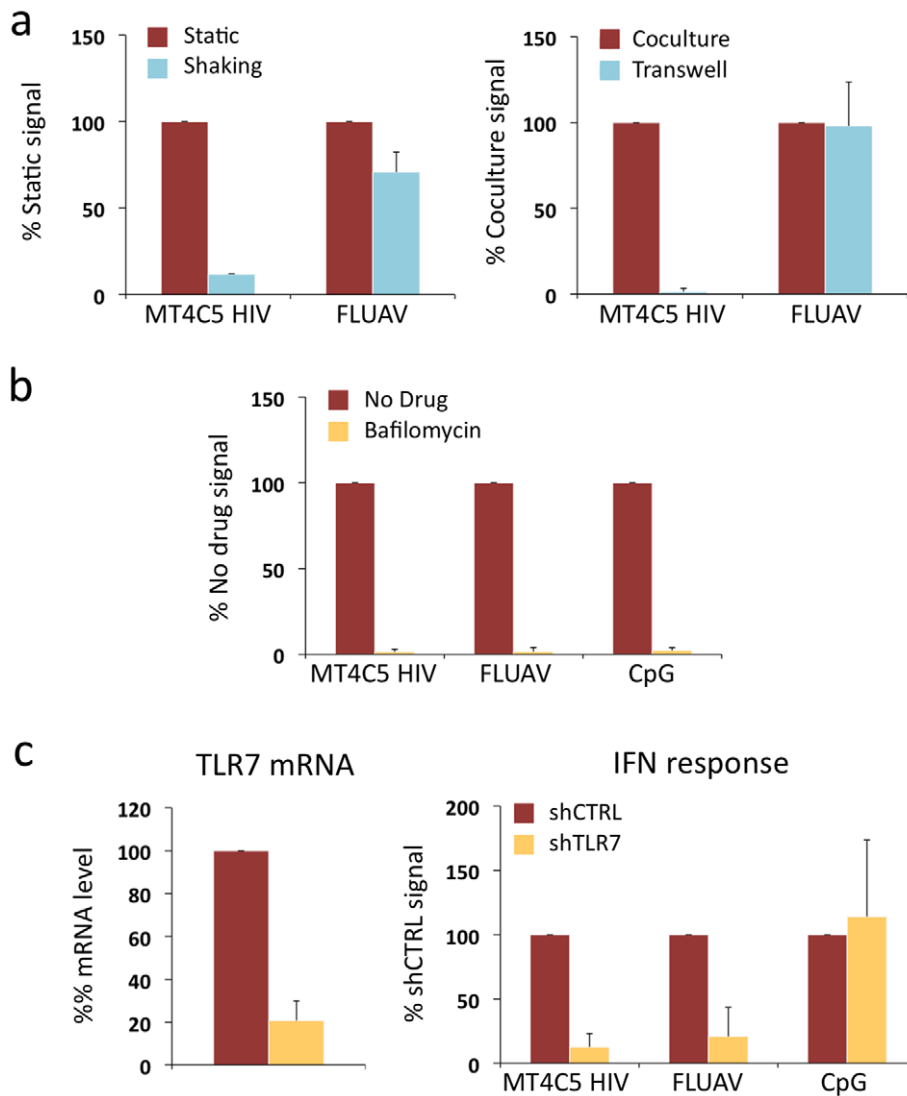 a
Static
Shaking
% Static signal
150
100
50
0
MT4C5 HIV FLUAV
Coculture
Transwell
% Coculture signal
150
100
50
0
MT4C5 HIV FLUAV
b
No Drug
Bafilomycin
% No drug signal
150
100
50
0
MT4C5 HIV FLUAV CpG
c
TLR7 mRNA
%% mRNA level
120
100
80
60
40
20
0
IFN response
shCTRL
shTLR7
% shCTRL signal
200
150
100
50
0
MT4C5 HIV FLUAV CpG